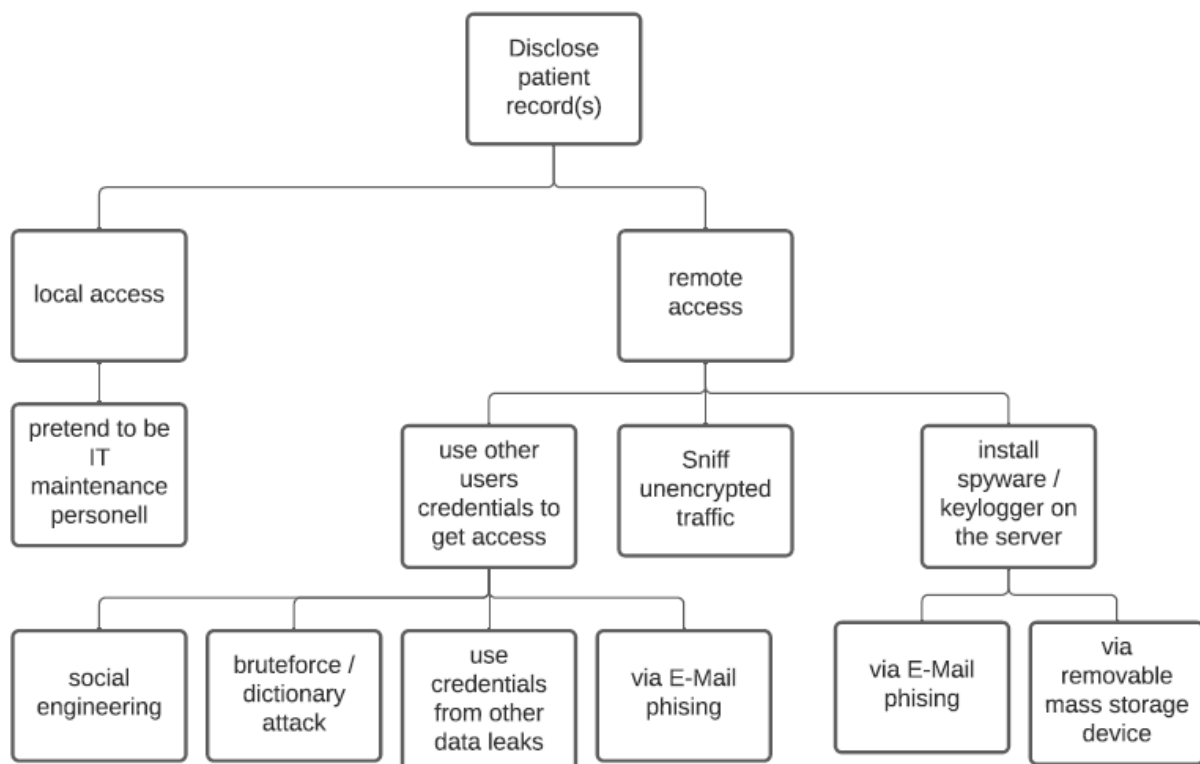 Disclose
patient
record(s)
local access
remote
access
pretend to be
IT
maintenance
personell
use other
users
credentials to
get access
Sniff
unencrypted
traffic
install
spyware /
keylogger on
the server
social
engineering
bruteforce /
dictionary
attack
use
credentials
from other
data leaks
via E-Mail
phising
via E-Mail
phising
via
removable
mass storage
device